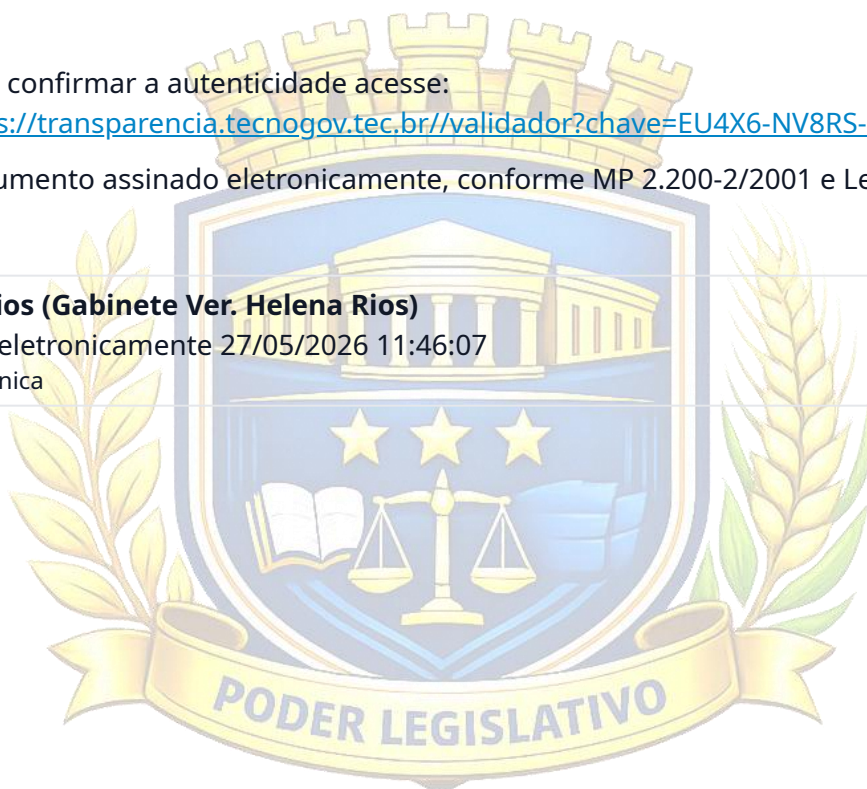 confirmar a autenticidade acesse:
s://transparencia.tecnogov.tec.br//validador?chave=EU4X6-NV8RS-
umento assinado eletronicamente, conforme MP 2.200-2/2001 e Le
ios (Gabinete Ver. Helena Rios)
eletronicamente 27/05/2026 11:46:07
nica
PODER LEGISLATIVO